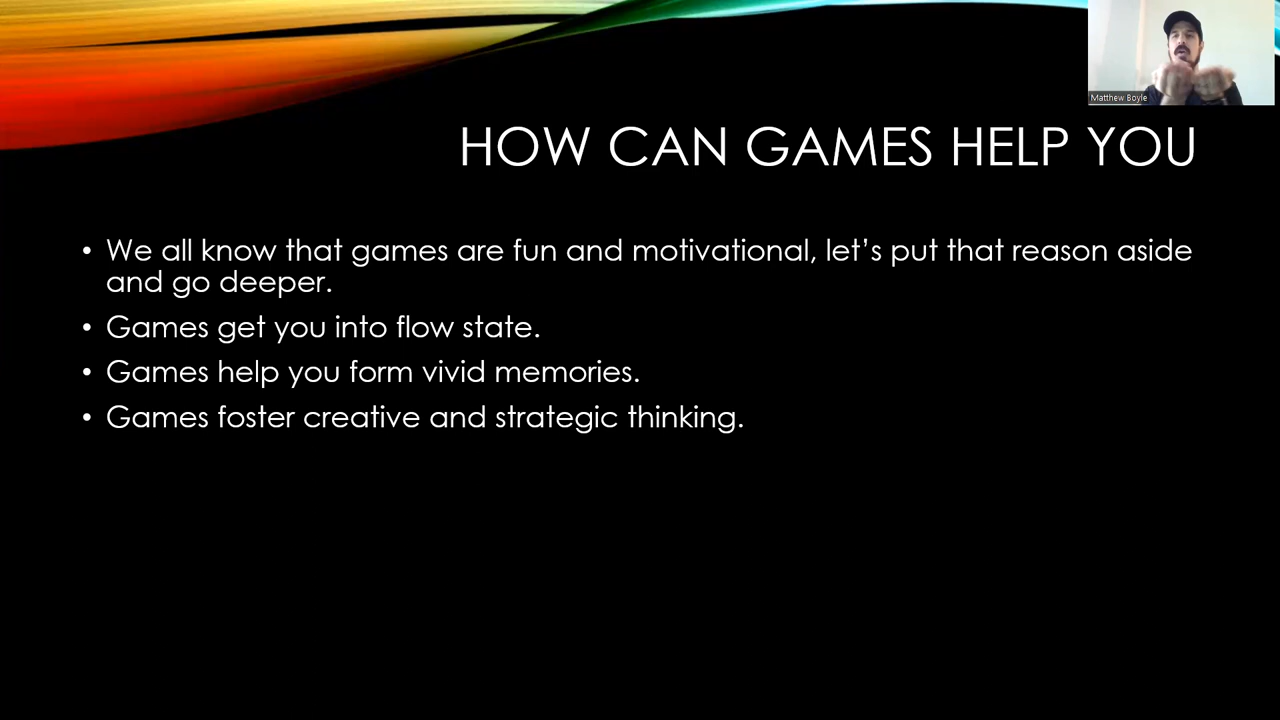 Matthew Boyle
HOW CAN GAMES HELP YOU
• We all know that games are fun and motivational, let’s put that reason aside
and go deeper.
• Games get you into flow state.
• Games help you form vivid memories.
• Games foster creative and strategic thinking.